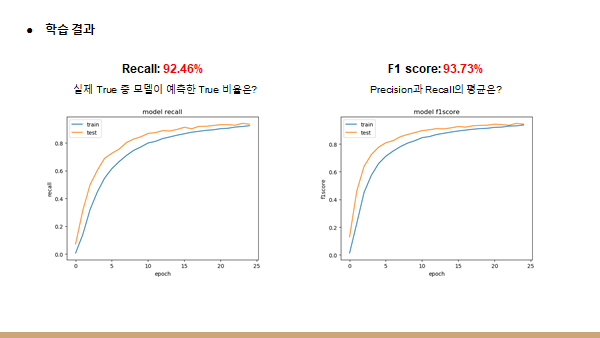 ● 학습 결과
Recall: 92.46%
실제 True 중 모델이 예측한 True 비율은?
model recall
train
test
0.8
0.6
0.4
0.2
0.0
recall
0 5 10 15 20 25
epoch
F1 score: 93.73%
Precision과 Recall의 평균은?
model f1score
train
test
0.8
0.6
0.4
0.2
0.0
f1score
0 5 10 15 20 25
epoch